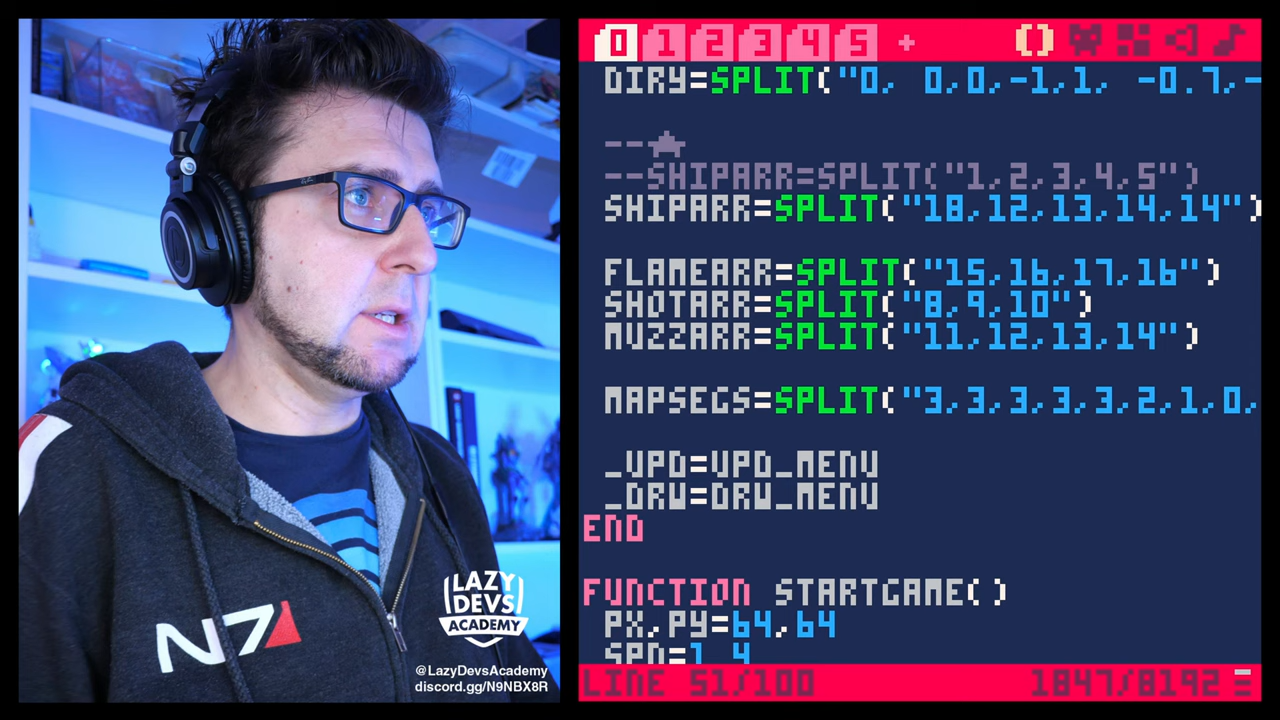 0 1 2 3 4 5 +
DIRY=SPLIT("0, 0,0,-1,1, -0.7,-
--
--SHIPARR=SPLIT("1,2,3,4,5")
SHIPARR=SPLIT("18,12,13,14,14")
FLAMEARR=SPLIT("15,16,17,16")
SHOTARR=SPLIT("8,9,10")
MUZZARR=SPLIT("11,12,13,14")
MAPSEGS=SPLIT("3,3,3,3,3,2,1,0,
_UPD=UPD_MENU
_DRW=DRW_MENU
END
FUNCTION STARTGAME()
PX,PY=64,64
SPD=1.4
LINE 51/100 1847/8192
N7
LAZY
DEVS
ACADEMY
@LazyDevsAcademy
discord.gg/N9NBX8R